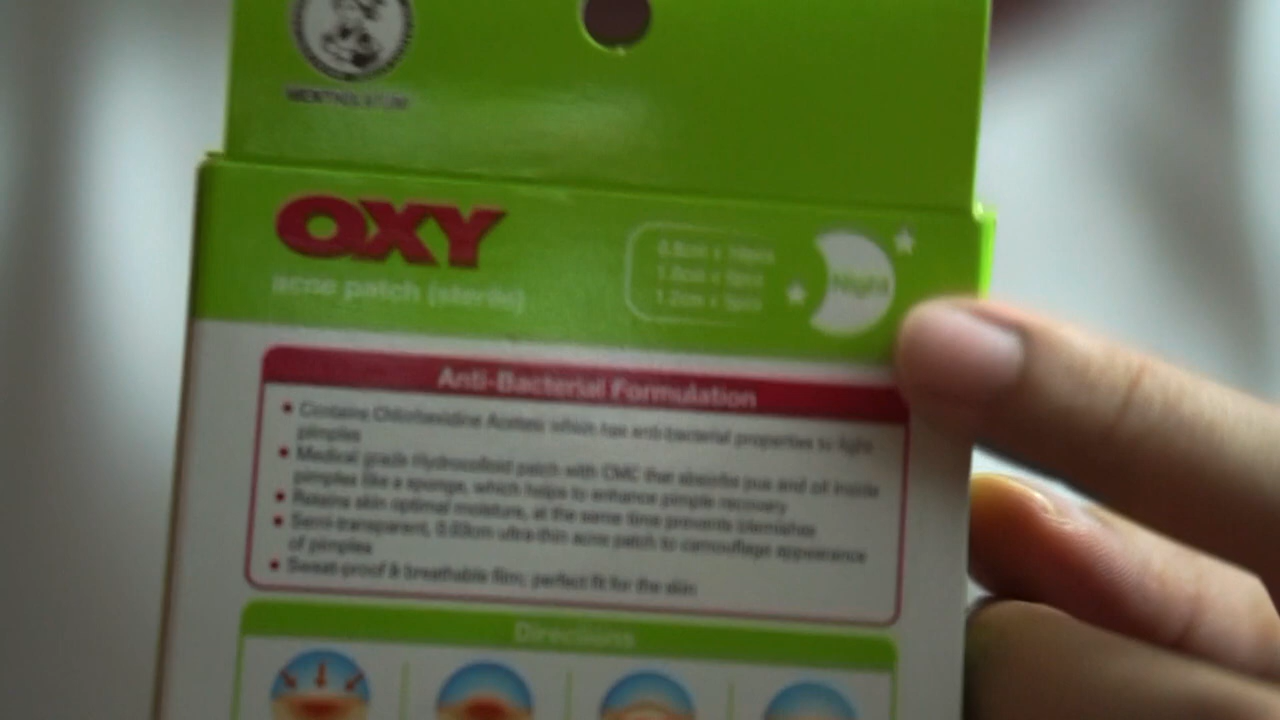 MENTHOLATUM
OXY
acne patch (sterile)
1.2cm x
Night
Anti-Bacterial Formulation
Contains Chlorhexidine Acetate which has anti-bacterial properties to fight
pimples
Medical grade Hydrocolloid patch with CMC that absorbs pus and oil inside
pimples like a sponge, which helps to enhance pimple recovery
Retains skin optimal moisture, at the same time prevents blemishes
Semi-transparent, 0.03cm ultra-thin acne patch to camouflage appearance
of pimples
Sweat-proof & breathable film; perfect fit for the skin
Directions